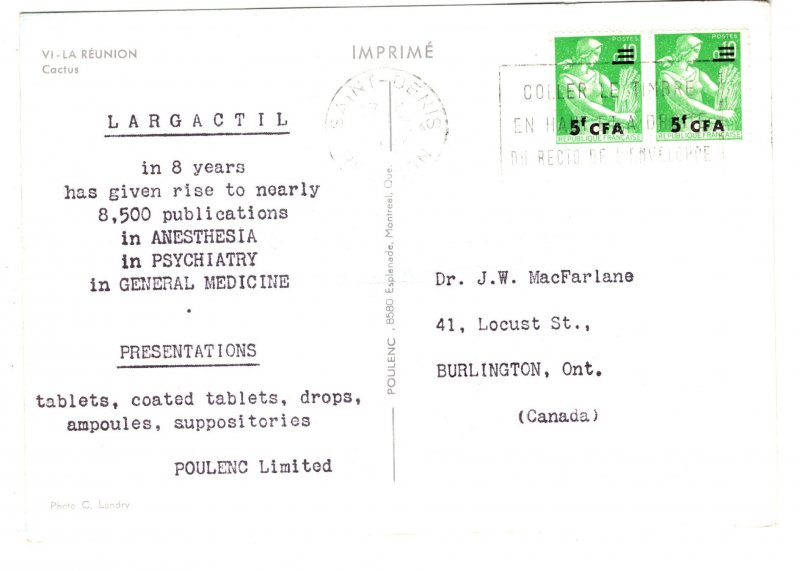 VI - LA RÉUNION
Cactus
IMPRIMÉ
LARGACTIL
in 8 years
has given rise to nearly
8,500 publications
in ANESTHESIA
in PSYCHIATRY
in GENERAL MEDICINE
.
PRESENTATIONS
tablets, coated tablets, drops,
ampoules, suppositories
POULENC Limited
Photo C. Landry
POULENC, 8580 Esplenade, Montreal, Que.
SAINT-DENIS
COLLER LE TIMBRE
EN HAUT ET A DROITE
DU RECTO DE L'ENVELOPPE
POSTES
5f CFA
REPUBLIQUE FRANÇAISE
POSTES
5f CFA
REPUBLIQUE FRANÇAISE
Dr. J.W. MacFarlane
41, Locust St.,
BURLINGTON, Ont.
(Canada)